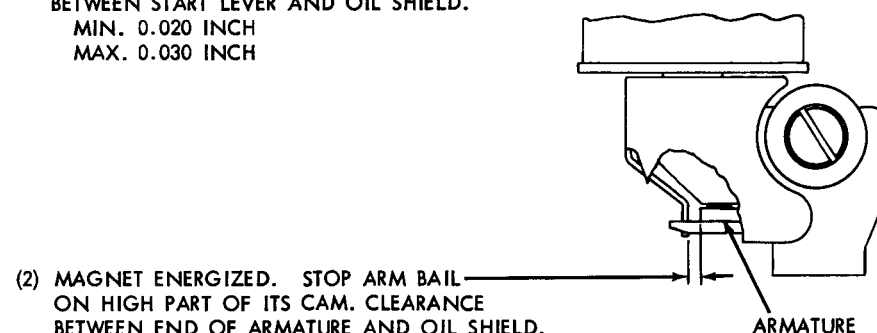 BETWEEN START LEVER AND OIL SHIELD.
MIN. 0.020 INCH
MAX. 0.030 INCH
(2) MAGNET ENERGIZED. STOP ARM BAIL
ON HIGH PART OF ITS CAM. CLEARANCE
BETWEEN END OF ARMATURE AND OIL SHIELD.
ARMATURE